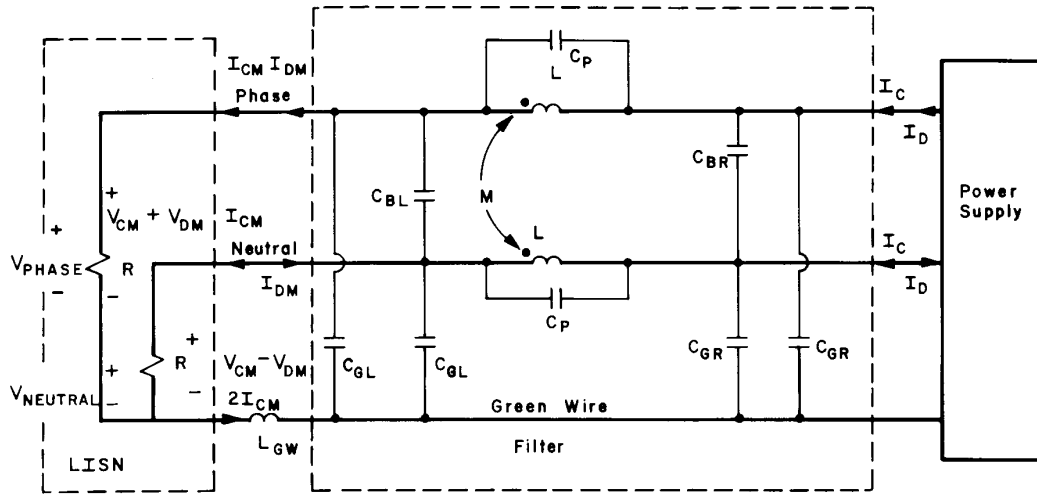 C_P
I_CM I_DM
L
Phase
I_C
I_D
C_BR
C_BL
Power
Supply
M
+
V_CM + V_DM
I_CM
+
L
I_C
Neutral
V_PHASE
R
I_DM
I_D
−
−
C_P
+
C_GL
C_GL
C_GR
C_GR
+
R
V_CM − V_DM
V_NEUTRAL
−
−
2I_CM
Green Wire
L_GW
Filter
LISN